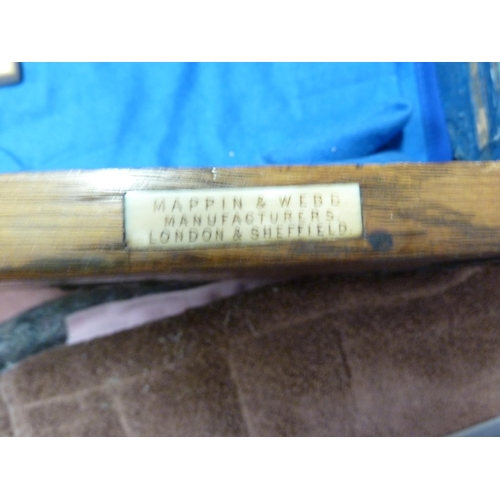 MAPPIN & WEBB
MANUFACTURERS,
LONDON & SHEFFIELD.